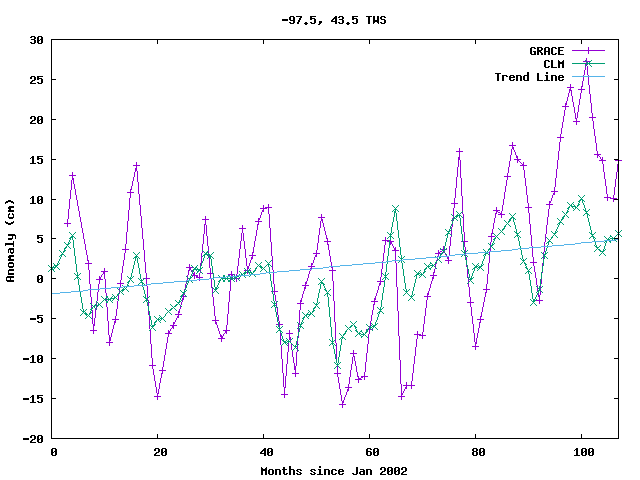 -97.5, 43.5 TWS
30
25
20
15
10
5
0
-5
-10
-15
-20
Anomaly (cm)
GRACE
CLM
Trend Line
0 20 40 60 80 100
Months since Jan 2002